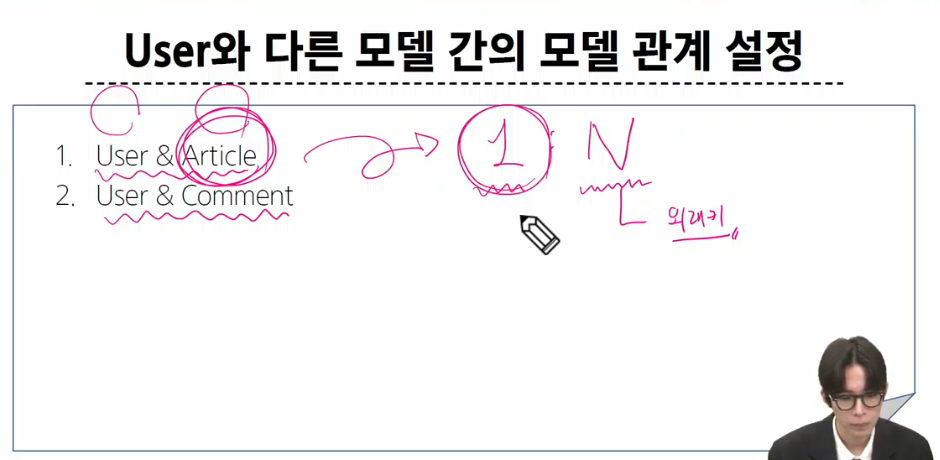 User와 다른 모델 간의 모델 관계 설정
1. User & Article
1 : N
2. User & Comment
외래키